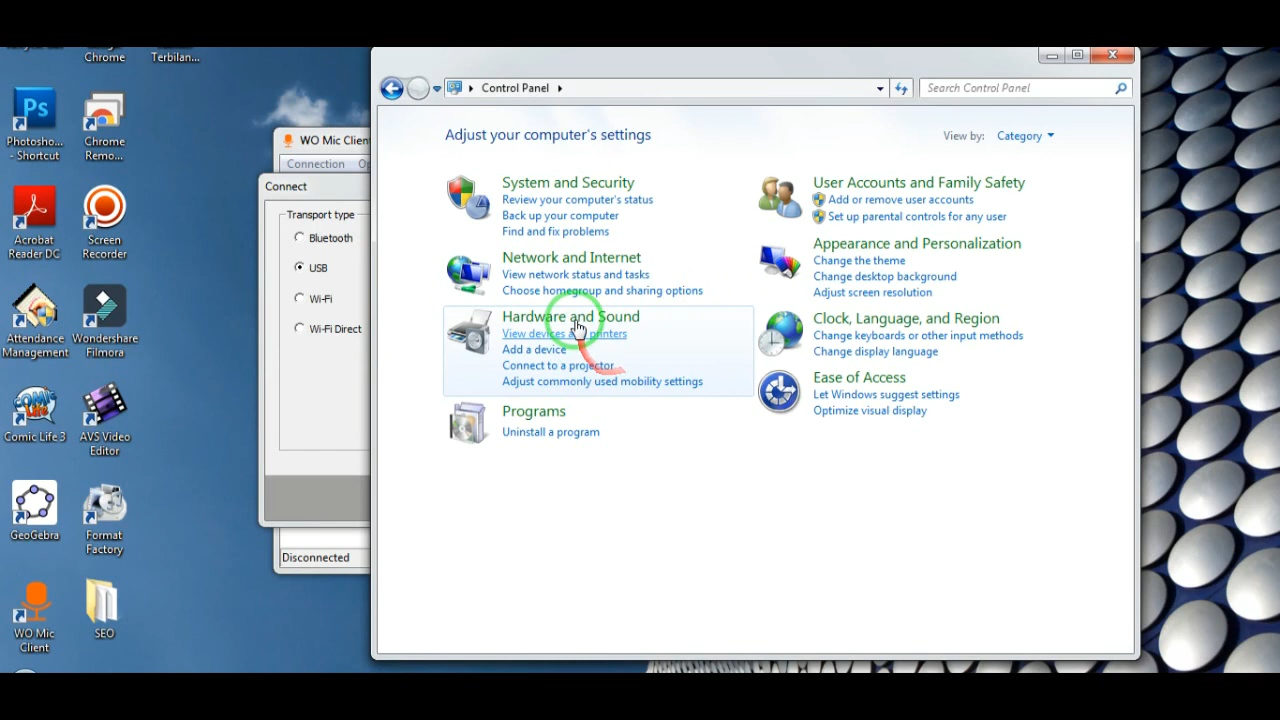 Chrome
Terbilan...
Photosho...
- Shortcut
Chrome
Remo...
Acrobat
Reader DC
Screen
Recorder
Attendance
Management
Wondershare
Filmora
Comic Life 3
AVS Video
Editor
GeoGebra
Format
Factory
WO Mic
Client
SEO
WO Mic Clien
Connection
Connect
Transport type
Bluetooth
USB
Wi-Fi
Wi-Fi Direct
Disconnected
Control Panel
Search Control Panel
Adjust your computer's settings
View by: Category
System and Security
Review your computer's status
Back up your computer
Find and fix problems
Network and Internet
View network status and tasks
Choose homegroup and sharing options
Hardware and Sound
View devices and printers
Add a device
Connect to a projector
Adjust commonly used mobility settings
Programs
Uninstall a program
User Accounts and Family Safety
Add or remove user accounts
Set up parental controls for any user
Appearance and Personalization
Change the theme
Change desktop background
Adjust screen resolution
Clock, Language, and Region
Change keyboards or other input methods
Change display language
Ease of Access
Let Windows suggest settings
Optimize visual display